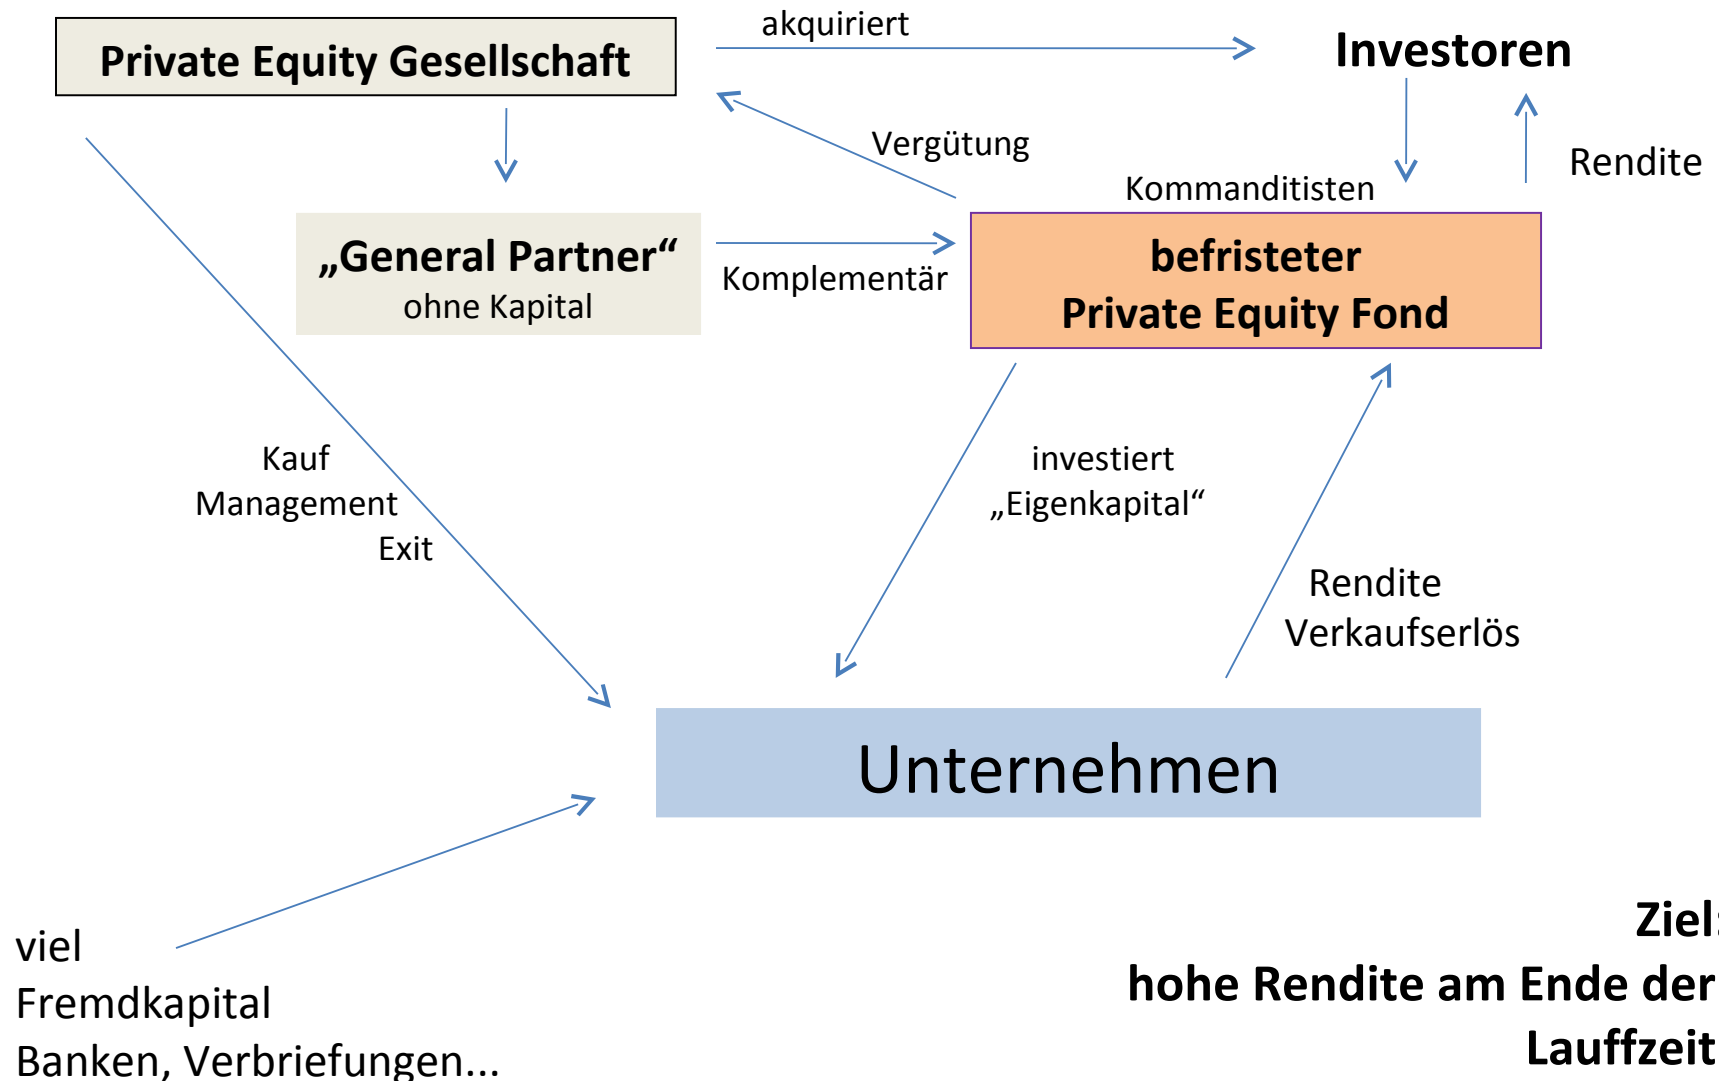 akquiriert
Private Equity Gesellschaft
Investoren
Vergütung
Rendite
Kommanditisten
„General Partner“
ohne Kapital
Komplementär
befristeter
Private Equity Fond
Kauf
Management
Exit
investiert
„Eigenkapital“
Rendite
Verkaufserlös
Unternehmen
viel
Fremdkapital
Banken, Verbriefungen...
Ziel:
hohe Rendite am Ende der
Lauffzeit